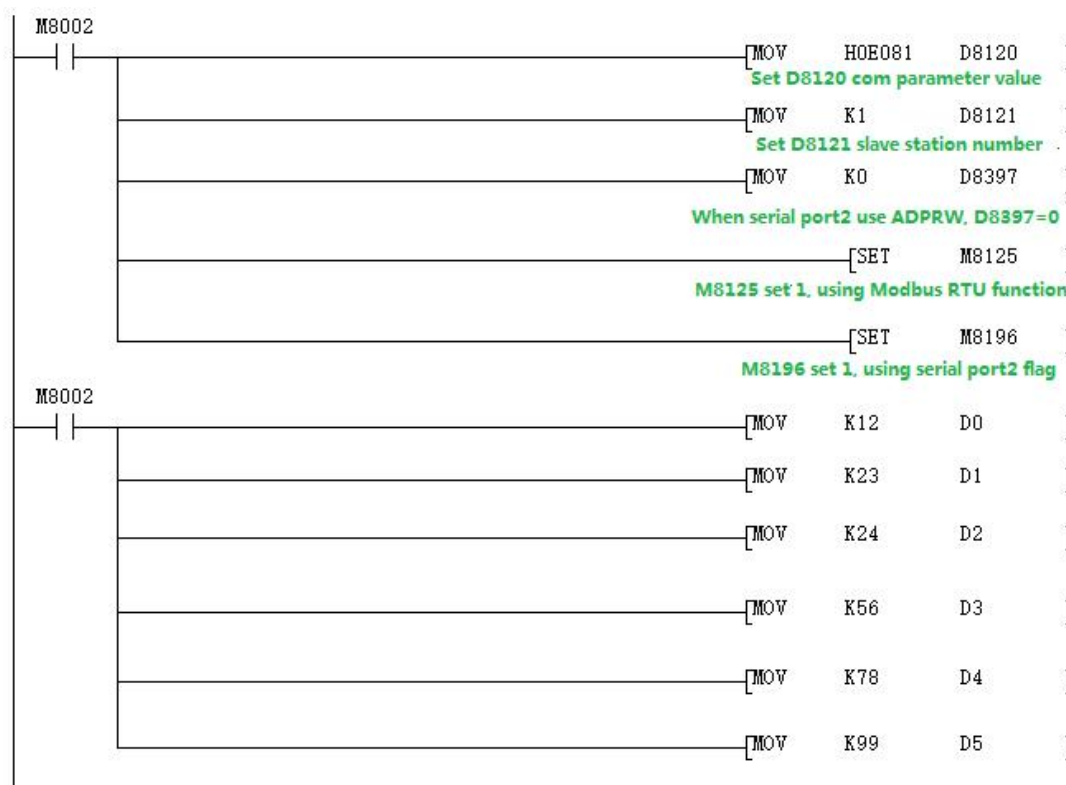 M8002
[MOV H0E081 D8120
Set D8120 com parameter value
[MOV K1 D8121
Set D8121 slave station number
[MOV K0 D8397
When serial port2 use ADPRW, D8397=0
[SET M8125
M8125 set 1, using Modbus RTU function
[SET M8196
M8196 set 1, using serial port2 flag
M8002
[MOV K12 D0
[MOV K23 D1
[MOV K24 D2
[MOV K56 D3
[MOV K78 D4
[MOV K99 D5